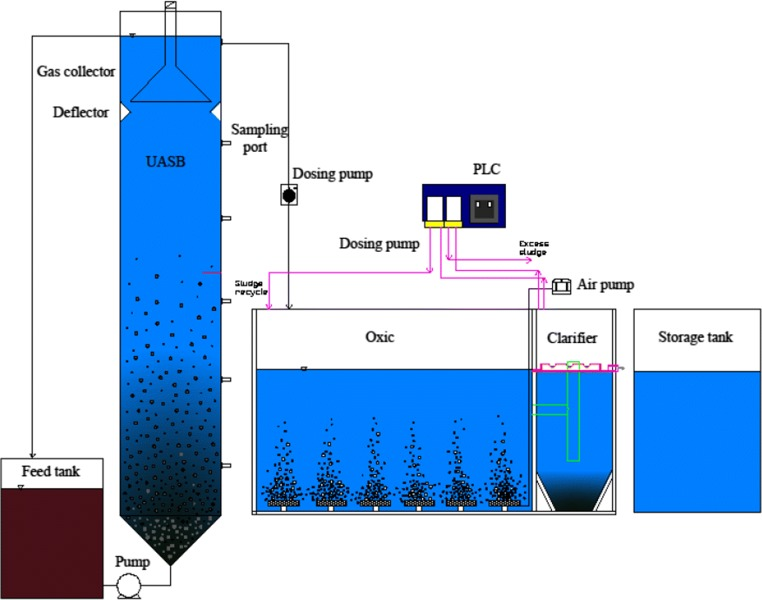 Gas collector
Deflector
UASB
Sampling
port
Dosing pump
PLC
Dosing pump
Excess
sludge
Sludge
recycle
Air pump
Oxic
Clarifier
Storage tank
Feed tank
Pump